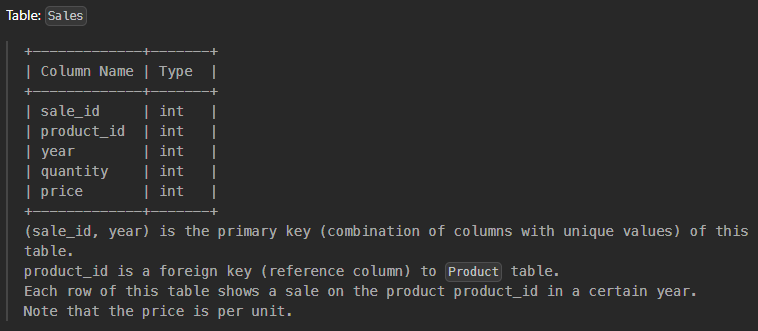 Table: Sales
+-------------+-------+
| Column Name | Type  |
+-------------+-------+
| sale_id     | int   |
| product_id  | int   |
| year        | int   |
| quantity    | int   |
| price       | int   |
+-------------+-------+
(sale_id, year) is the primary key (combination of columns with unique values) of this
table.
product_id is a foreign key (reference column) to Product table.
Each row of this table shows a sale on the product product_id in a certain year.
Note that the price is per unit.